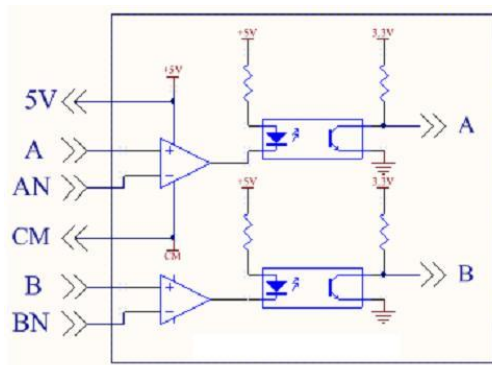 +5V 3.3V
5V +5V
A + A
AN -
CM +5V 3.3V
CM
B + B
BN -